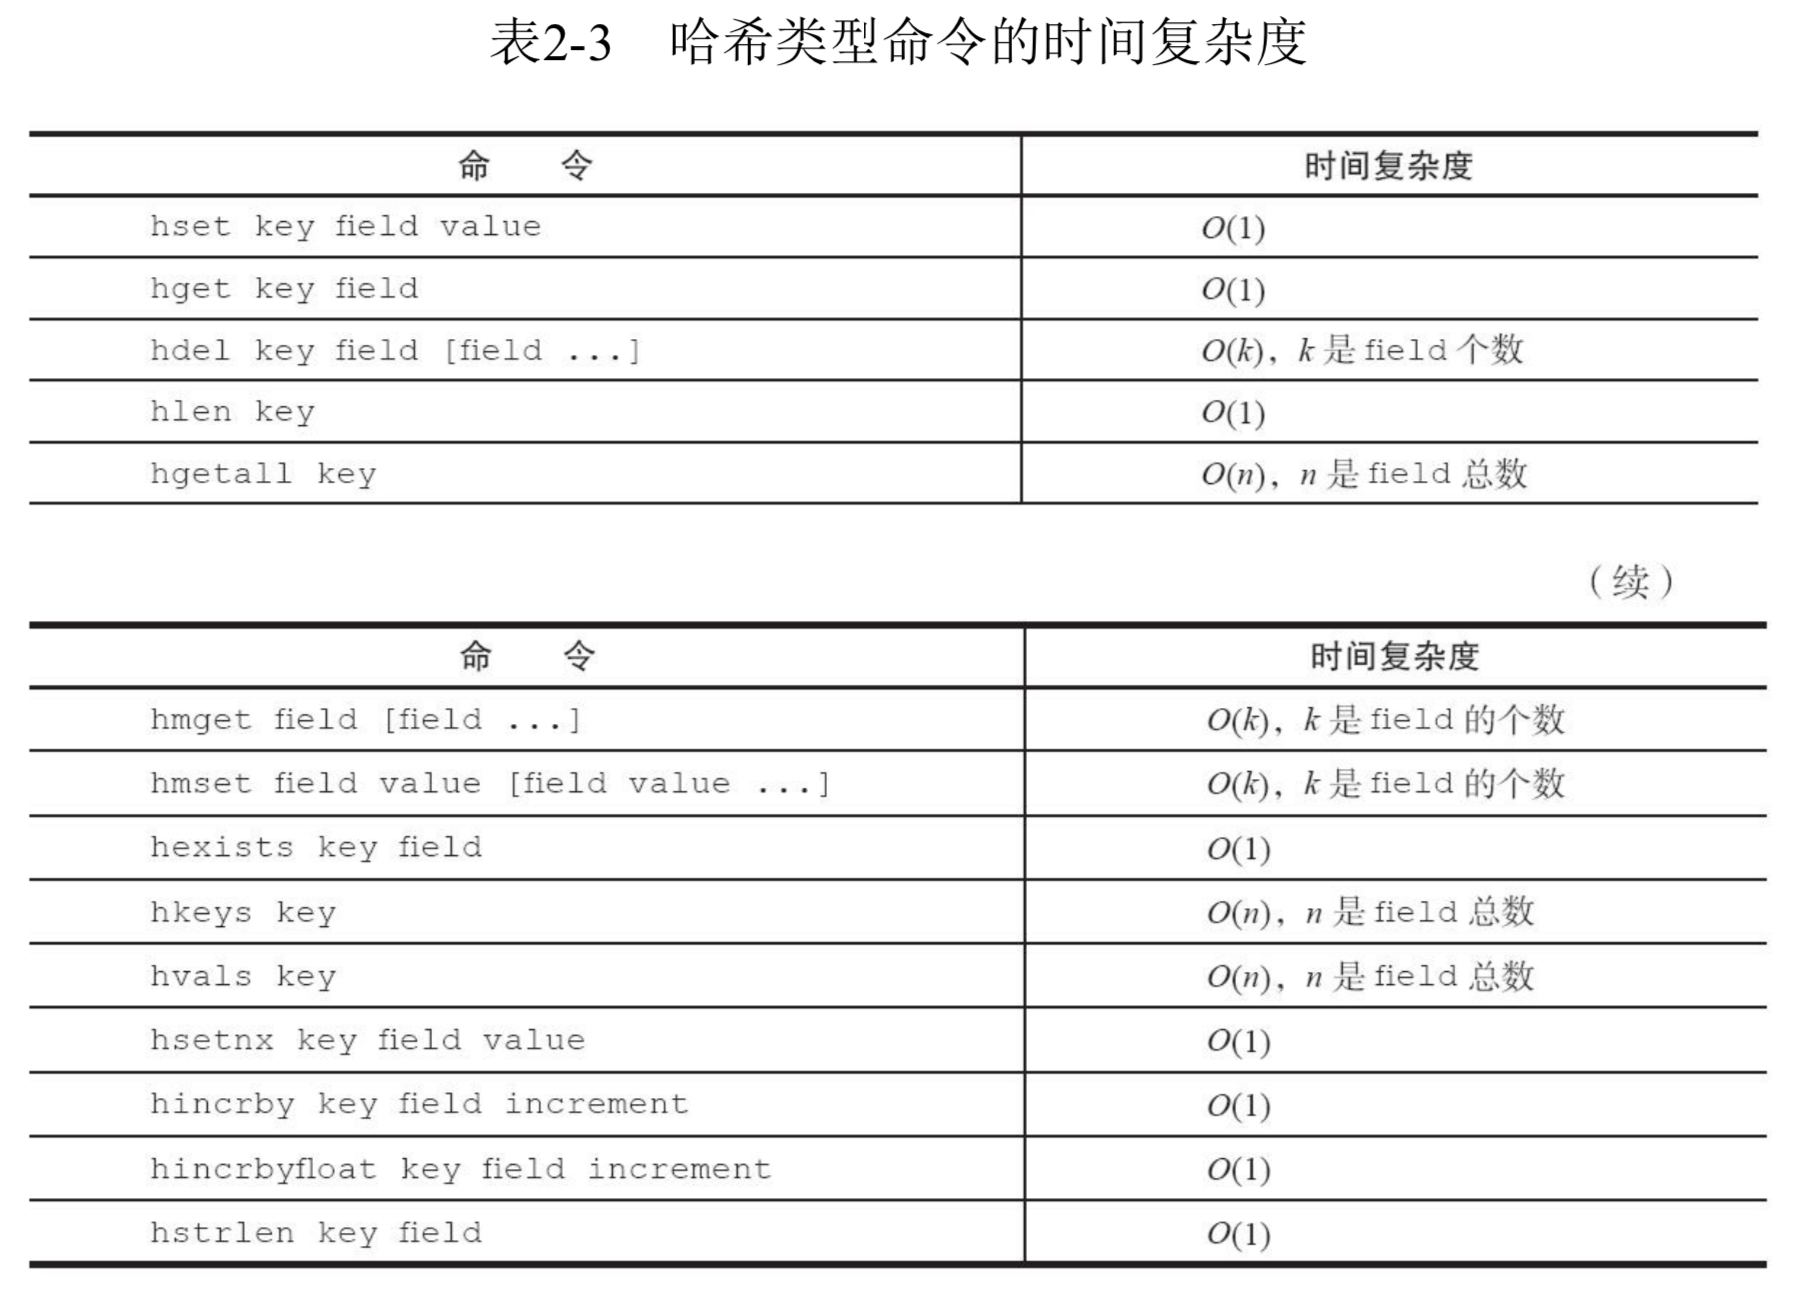 表2-3 哈希类型命令的时间复杂度
命 令 时间复杂度
hset key field value O(1)
hget key field O(1)
hdel key field [field ...] O(k)，k 是 field 个数
hlen key O(1)
hgetall key O(n)，n 是 field 总数
（续）
命 令 时间复杂度
hmget field [field ...] O(k)，k 是 field 的个数
hmset field value [field value ...] O(k)，k 是 field 的个数
hexists key field O(1)
hkeys key O(n)，n 是 field 总数
hvals key O(n)，n 是 field 总数
hsetnx key field value O(1)
hincrby key field increment O(1)
hincrbyfloat key field increment O(1)
hstrlen key field O(1)